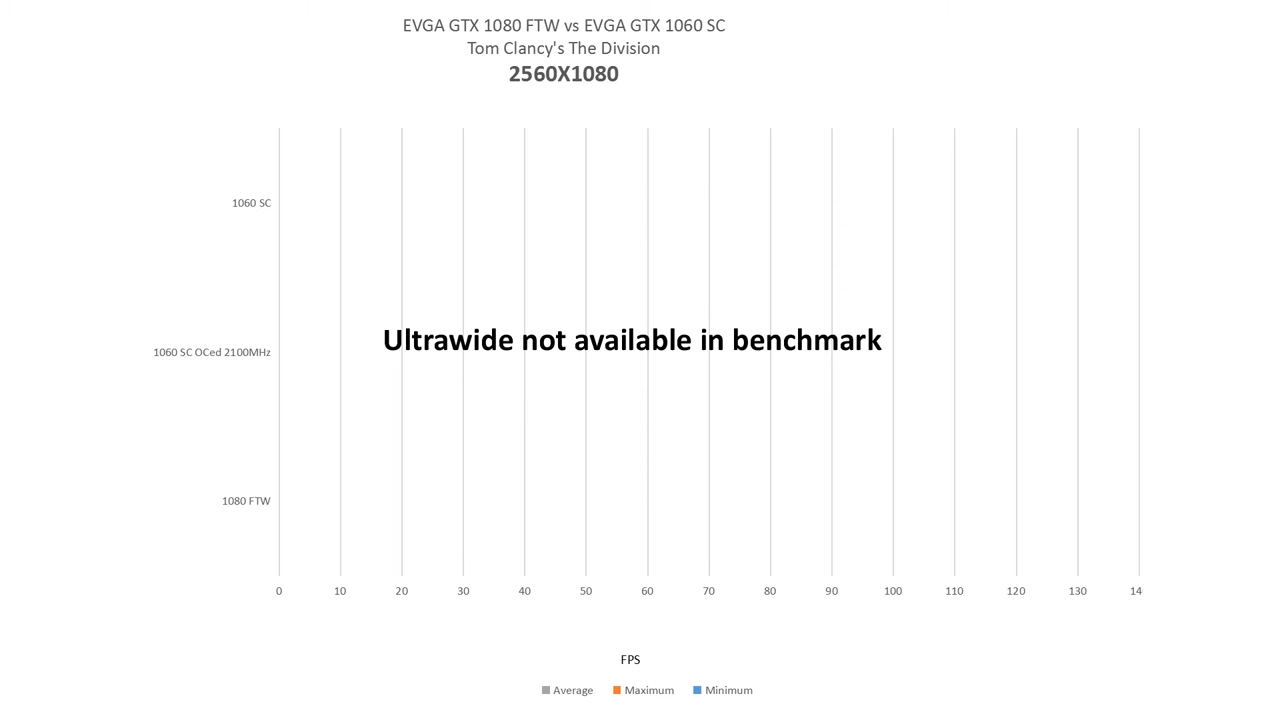 EVGA GTX 1080 FTW vs EVGA GTX 1060 SC
Tom Clancy's The Division
2560X1080
1060 SC
Ultrawide not available in benchmark
1060 SC OCed 2100MHz
1080 FTW
0 10 20 30 40 50 60 70 80 90 100 110 120 130 14
FPS
Average Maximum Minimum